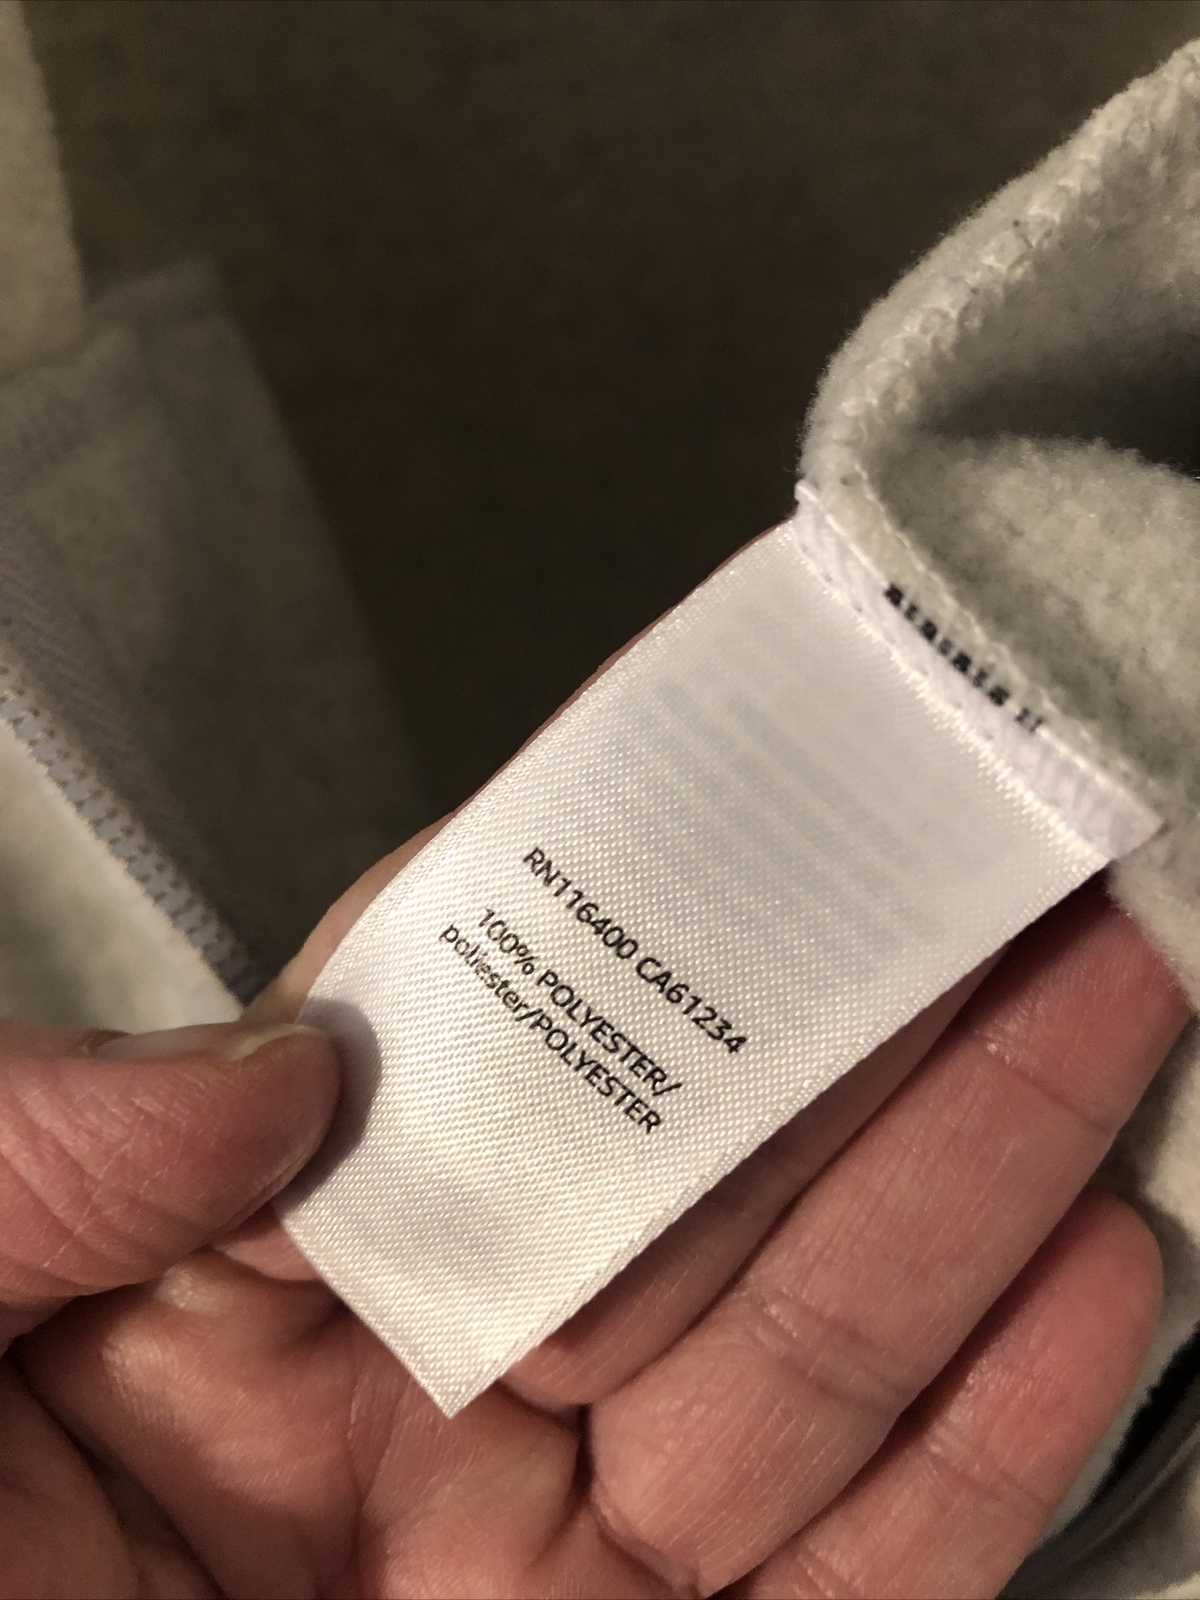 RN116400 CA61234
100% POLYESTER/
poliester/POLYESTER